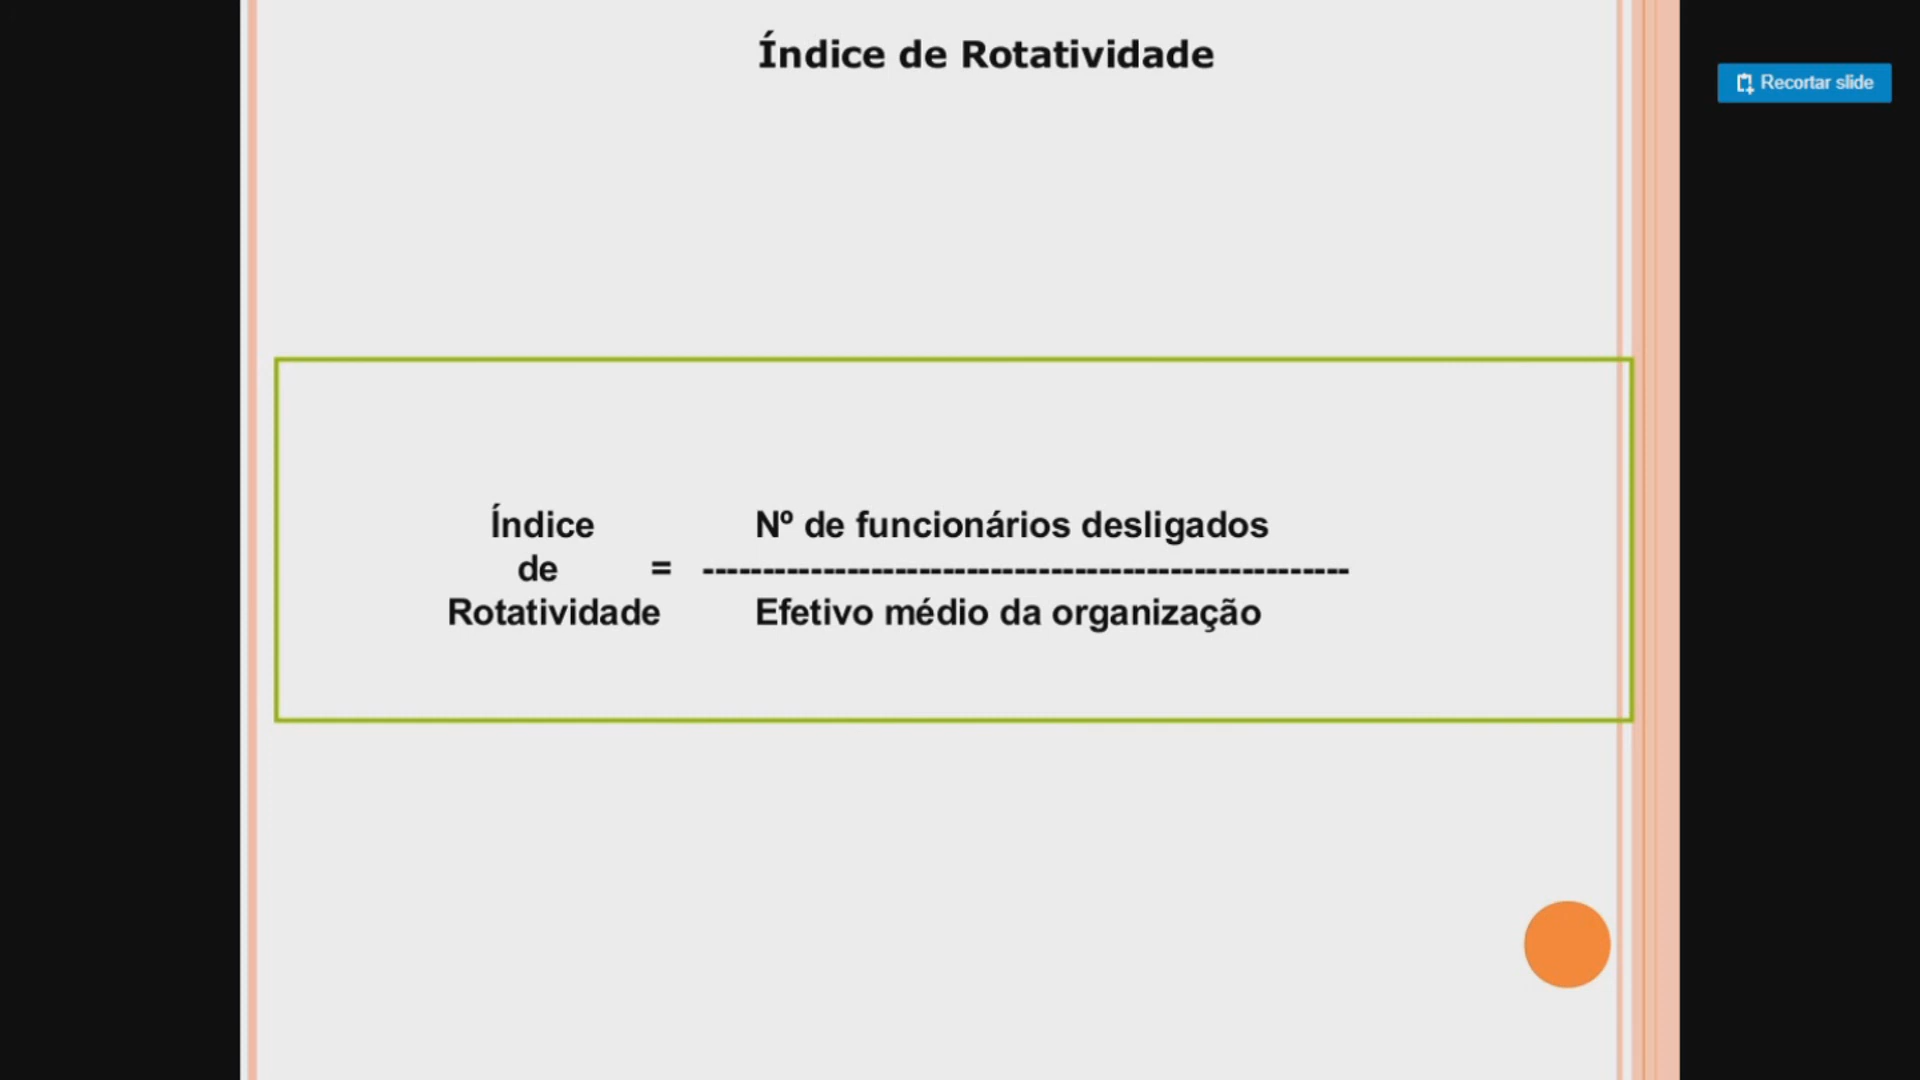 Índice de Rotatividade
Recortar slide
Índice Nº de funcionários desligados
de = ------------------------------------------------------
Rotatividade Efetivo médio da organização